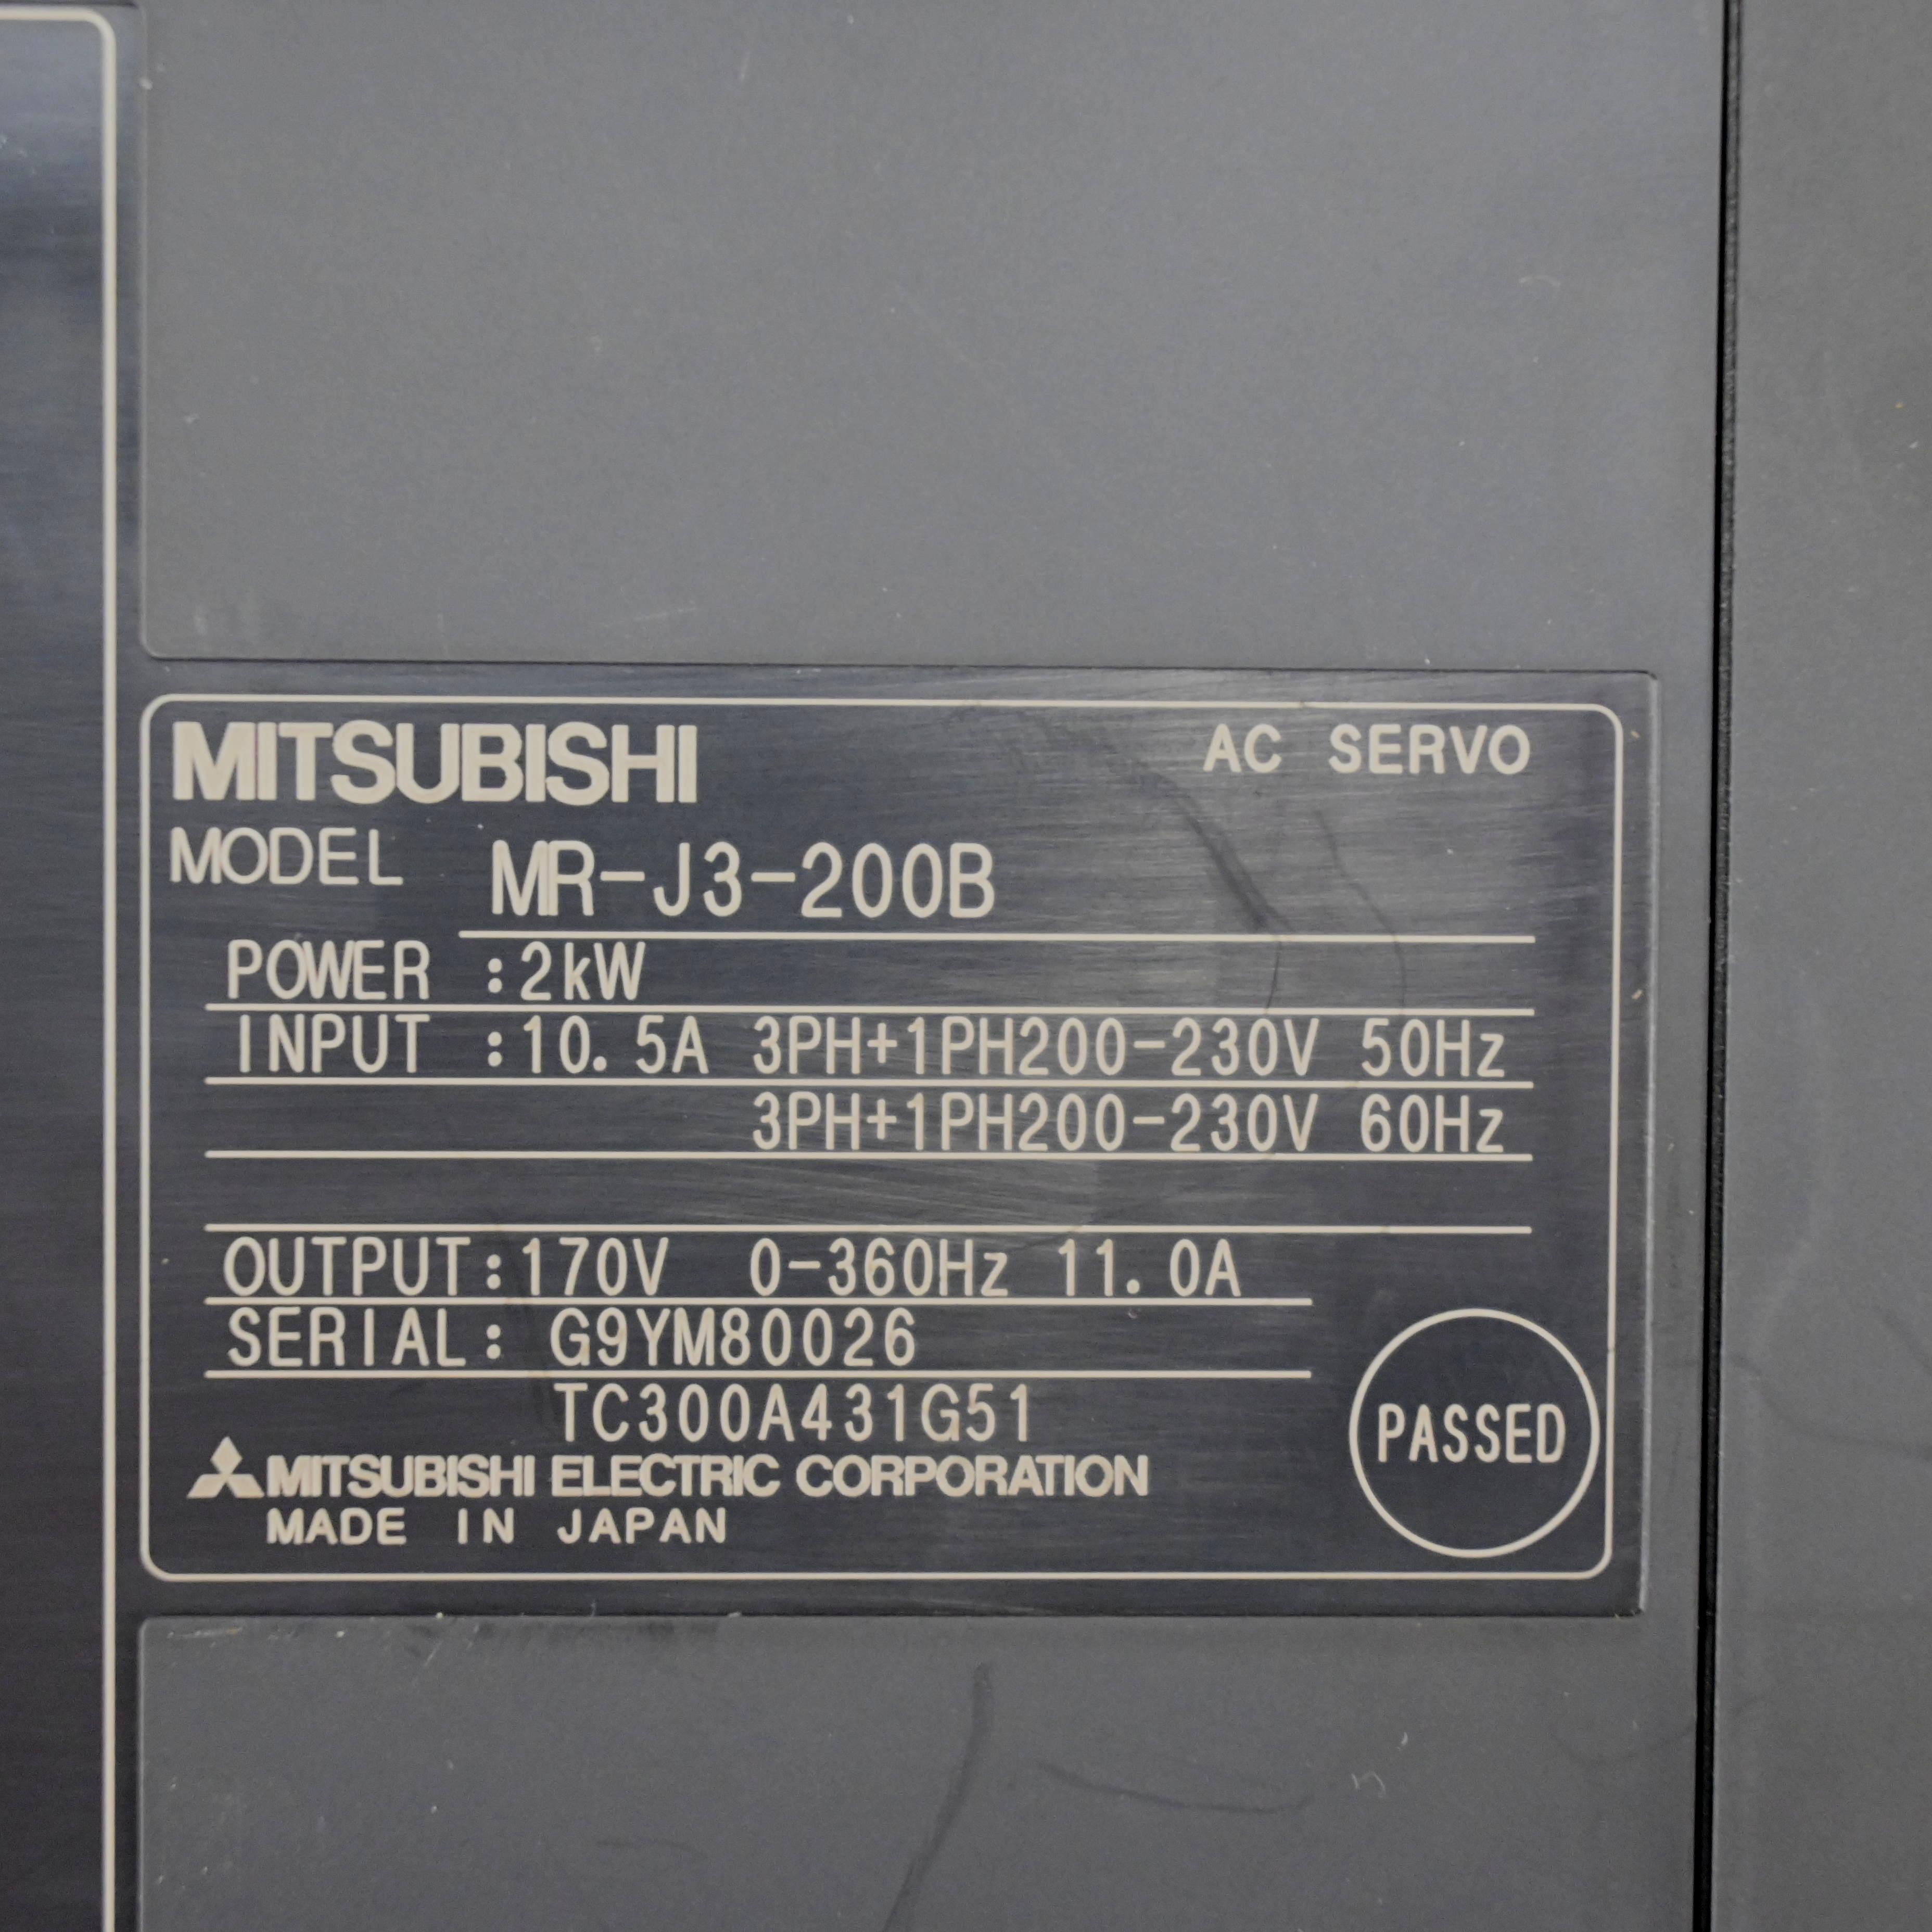 MITSUBISHI AC SERVO
MODEL MR-J3-200B
POWER :2kW
INPUT :10.5A 3PH+1PH200-230V 50Hz
3PH+1PH200-230V 60Hz
OUTPUT:170V 0-360Hz 11.0A
SERIAL: G9YM80026
TC300A431G51
PASSED
MITSUBISHI ELECTRIC CORPORATION
MADE IN JAPAN